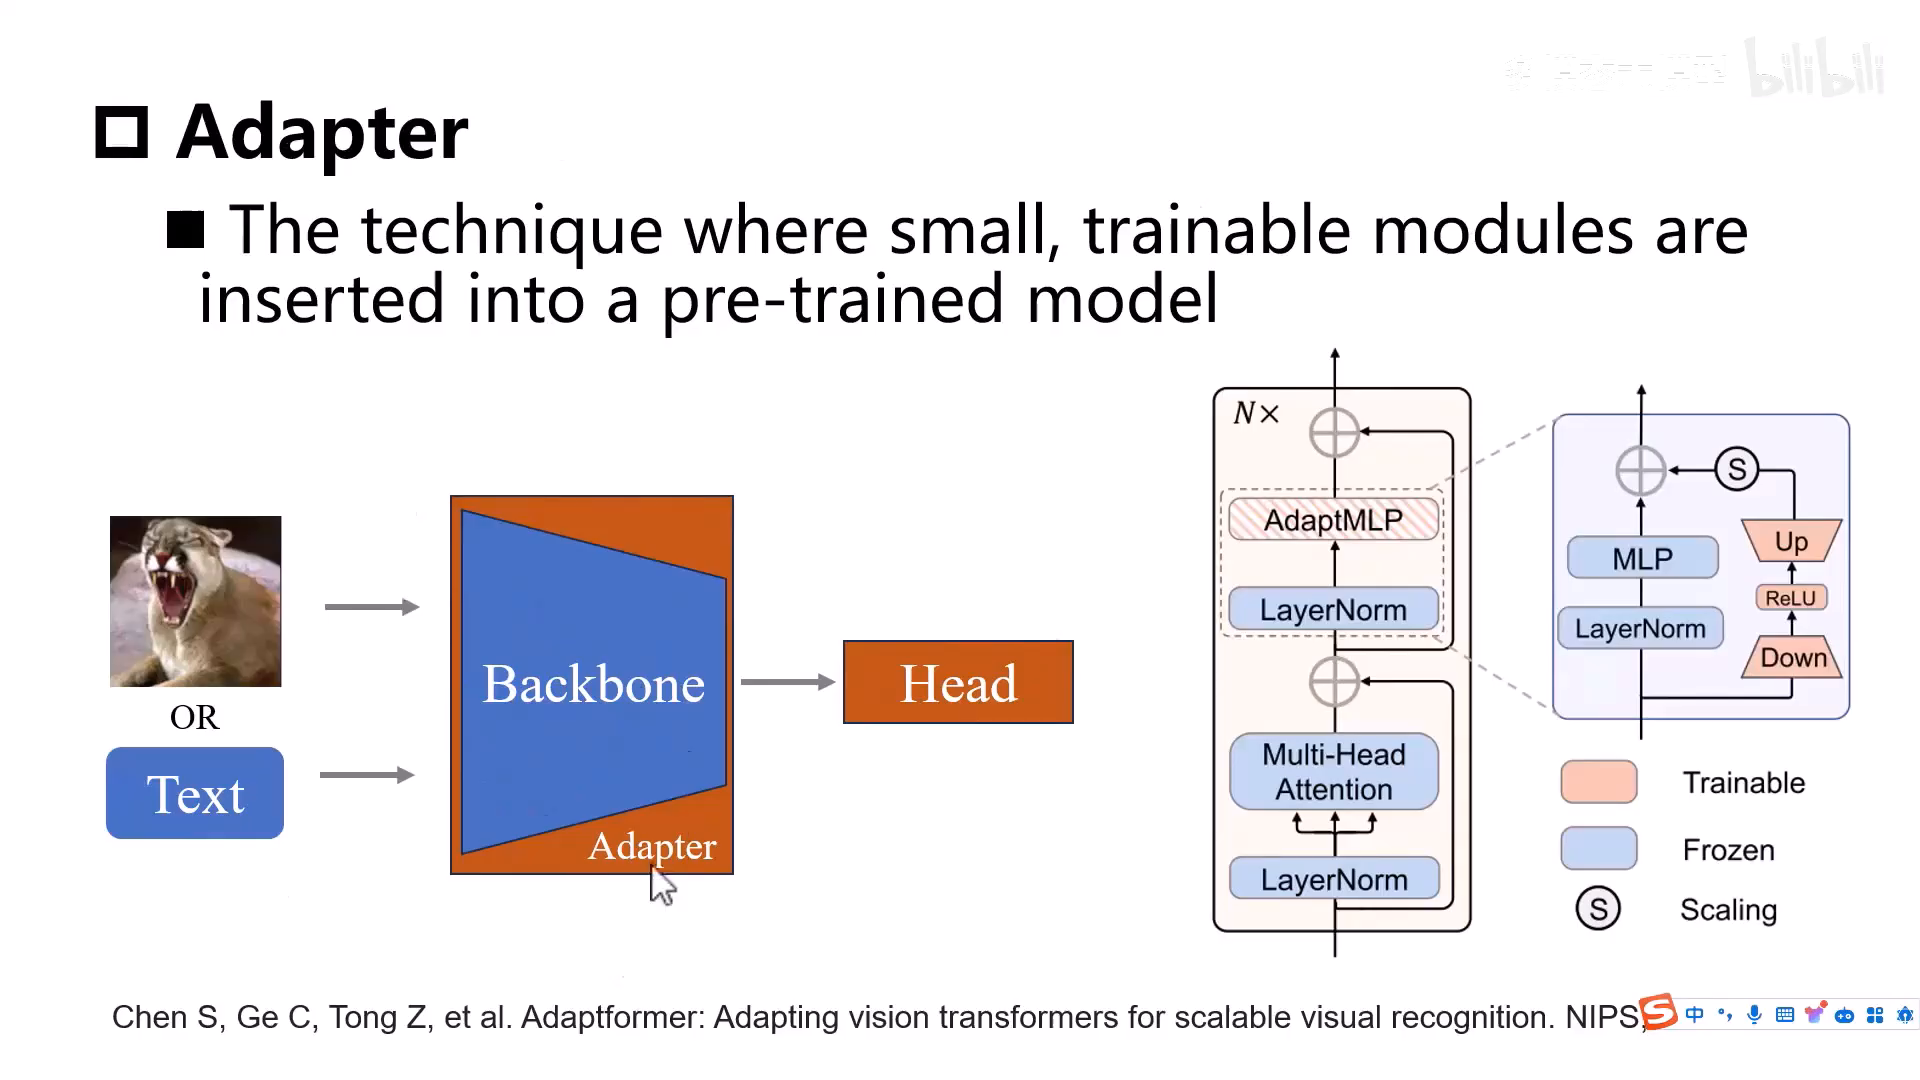 bilibili
Adapter
The technique where small, trainable modules are
inserted into a pre-trained model
OR
Text
Backbone
Adapter
Head
N×
AdaptMLP
LayerNorm
Multi-Head
Attention
LayerNorm
S
Up
MLP
ReLU
LayerNorm
Down
Trainable
Frozen
S
Scaling
Chen S, Ge C, Tong Z, et al. Adaptformer: Adapting vision transformers for scalable visual recognition. NIPS,
S 中